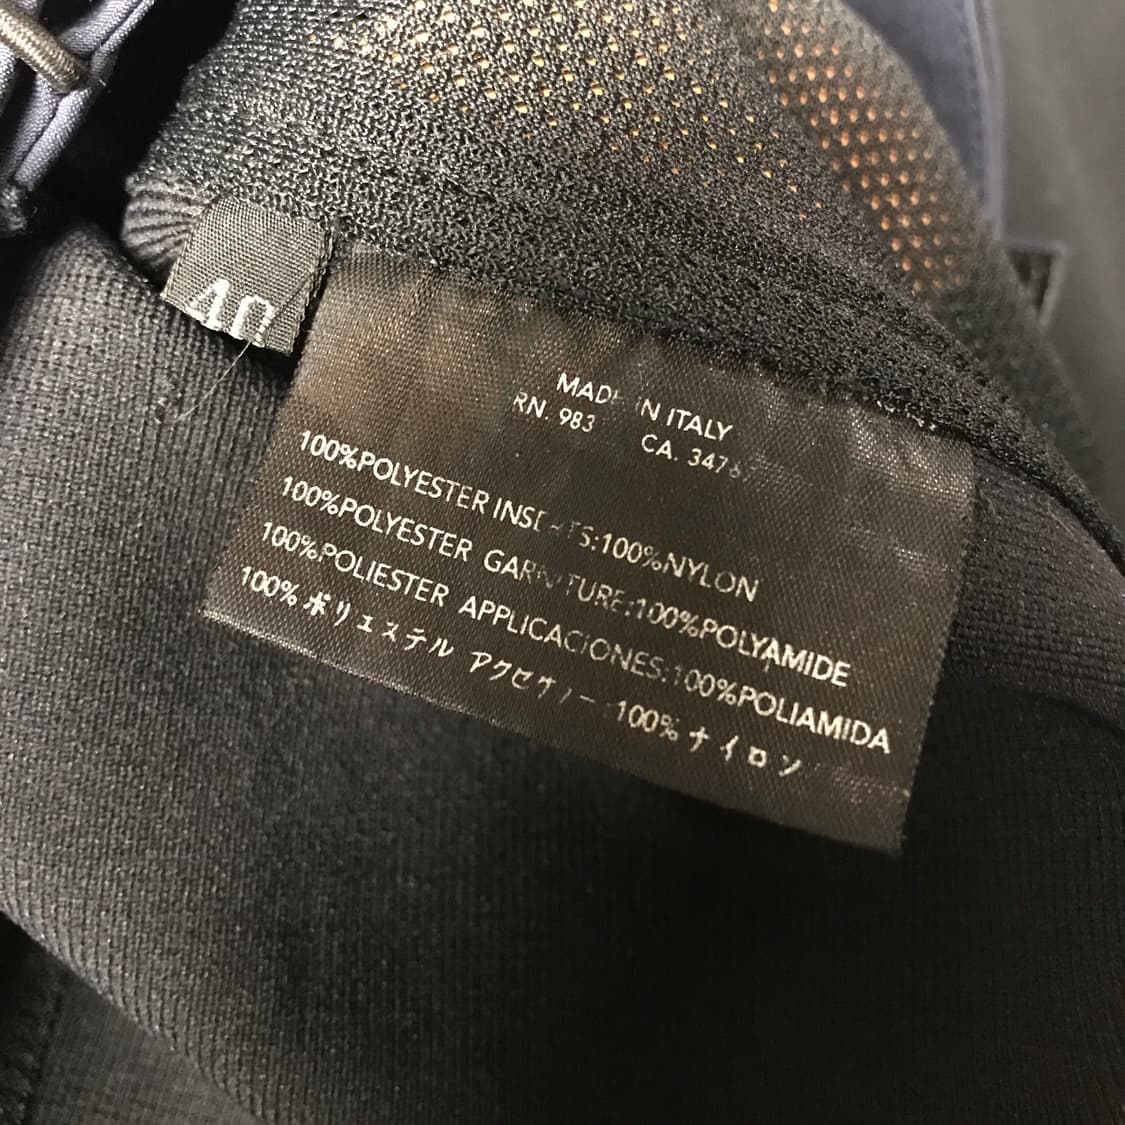 40
MADE IN ITALY
RN. 983
CA. 3476
100%POLYESTER INSERTS:100%NYLON
100%POLYESTER GARNITURE:100%POLYAMIDE
100%POLIESTER APPLICACIONES:100%POLIAMIDA
100%ポリエステル アクセサリー 100%ナイロン